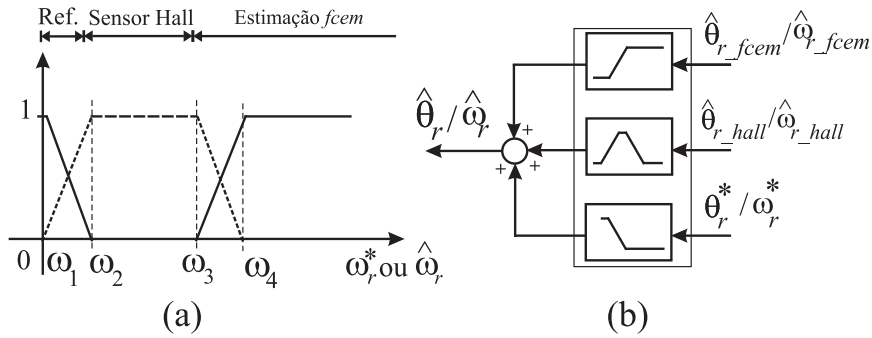 Ref. Sensor Hall Estimação fcem
1
0 ω1 ω2 ω3 ω4 ω*r ou ω̂r
(a)
θ̂r_fcem/ω̂r_fcem
θ̂r/ω̂r
+
θ̂r_hall/ω̂r_hall
+ +
θ*r/ω*r
(b)